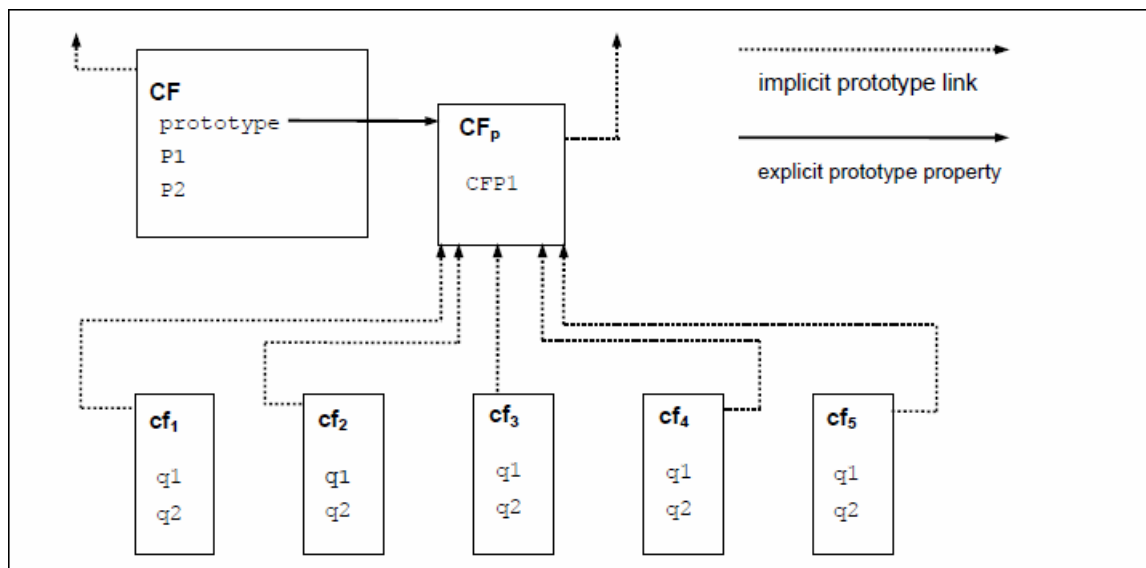 CF
prototype
P1
P2
CFp
CFP1
implicit prototype link
explicit prototype property
cf1
q1
q2
cf2
q1
q2
cf3
q1
q2
cf4
q1
q2
cf5
q1
q2